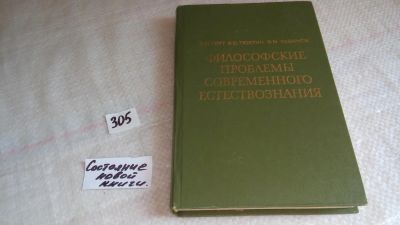 305
Состояние
новой
книги.
ФИЛОСОФСКИЕ
ПРОБЛЕМЫ
СОВРЕМЕННОГО
ЕСТЕСТВОЗНАНИЯ